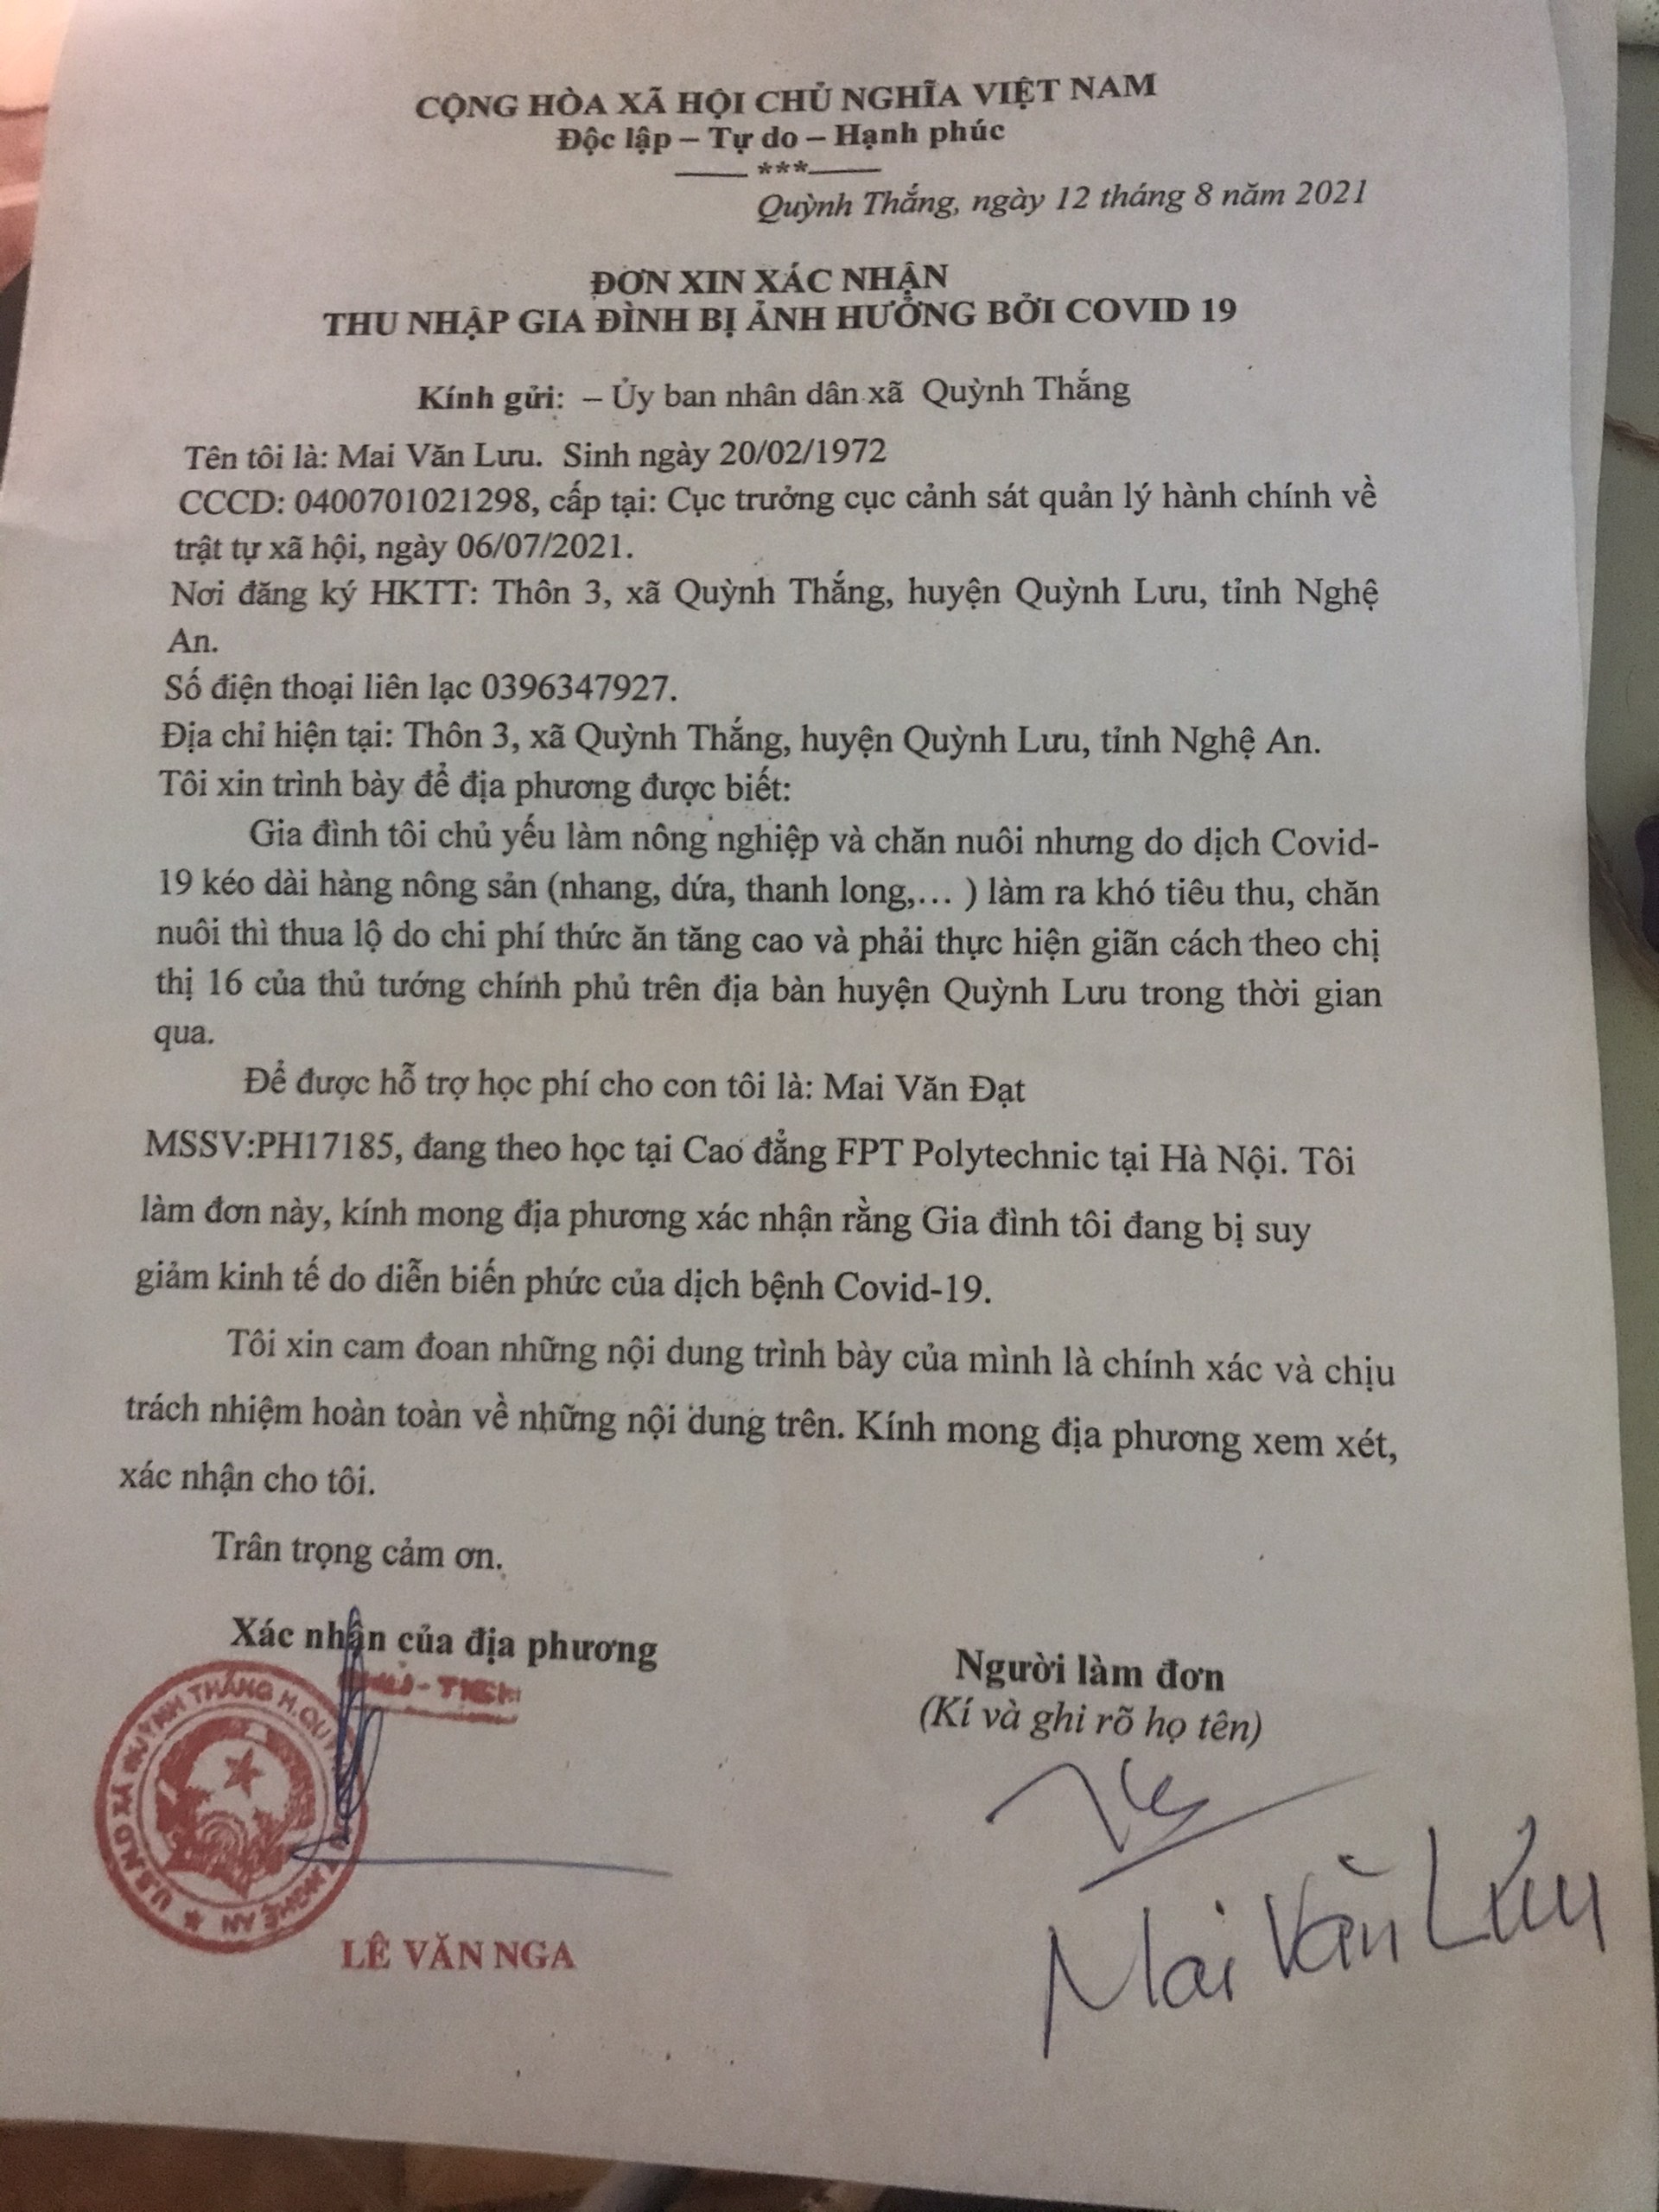 CỘNG HÒA XÃ HỘI CHỦ NGHĨA VIỆT NAM
Độc lập – Tự do – Hạnh phúc
***
Quỳnh Thắng, ngày 12 tháng 8 năm 2021
ĐƠN XIN XÁC NHẬN
THU NHẬP GIA ĐÌNH BỊ ẢNH HƯỞNG BỞI COVID 19
Kính gửi: – Ủy ban nhân dân xã Quỳnh Thắng
Tên tôi là: Mai Văn Lưu. Sinh ngày 20/02/1972
CCCD: 0400701021298, cấp tại: Cục trưởng cục cảnh sát quản lý hành chính về
trật tự xã hội, ngày 06/07/2021.
Nơi đăng ký HKTT: Thôn 3, xã Quỳnh Thắng, huyện Quỳnh Lưu, tỉnh Nghệ
An.
Số điện thoại liên lạc 0396347927.
Địa chỉ hiện tại: Thôn 3, xã Quỳnh Thắng, huyện Quỳnh Lưu, tỉnh Nghệ An.
Tôi xin trình bày để địa phương được biết:
Gia đình tôi chủ yếu làm nông nghiệp và chăn nuôi nhưng do dịch Covid-
19 kéo dài hàng nông sản (nhang, dứa, thanh long,… ) làm ra khó tiêu thu, chăn
nuôi thì thua lộ do chi phí thức ăn tăng cao và phải thực hiện giãn cách theo chị
thị 16 của thủ tướng chính phủ trên địa bàn huyện Quỳnh Lưu trong thời gian
qua.
Để được hỗ trợ học phí cho con tôi là: Mai Văn Đạt
MSSV:PH17185, đang theo học tại Cao đẳng FPT Polytechnic tại Hà Nội. Tôi
làm đơn này, kính mong địa phương xác nhận rằng Gia đình tôi đang bị suy
giảm kinh tế do diễn biến phức của dịch bệnh Covid-19.
Tôi xin cam đoan những nội dung trình bày của mình là chính xác và chịu
trách nhiệm hoàn toàn về những nội dung trên. Kính mong địa phương xem xét,
xác nhận cho tôi.
Trân trọng cảm ơn.
Xác nhận của địa phương
Người làm đơn
(Kí và ghi rõ họ tên)
U.B.N.D XÃ QUỲNH THẮNG H.QUỲNH
NGHỆ AN
LÊ VĂN NGA
Mai Văn Lưu